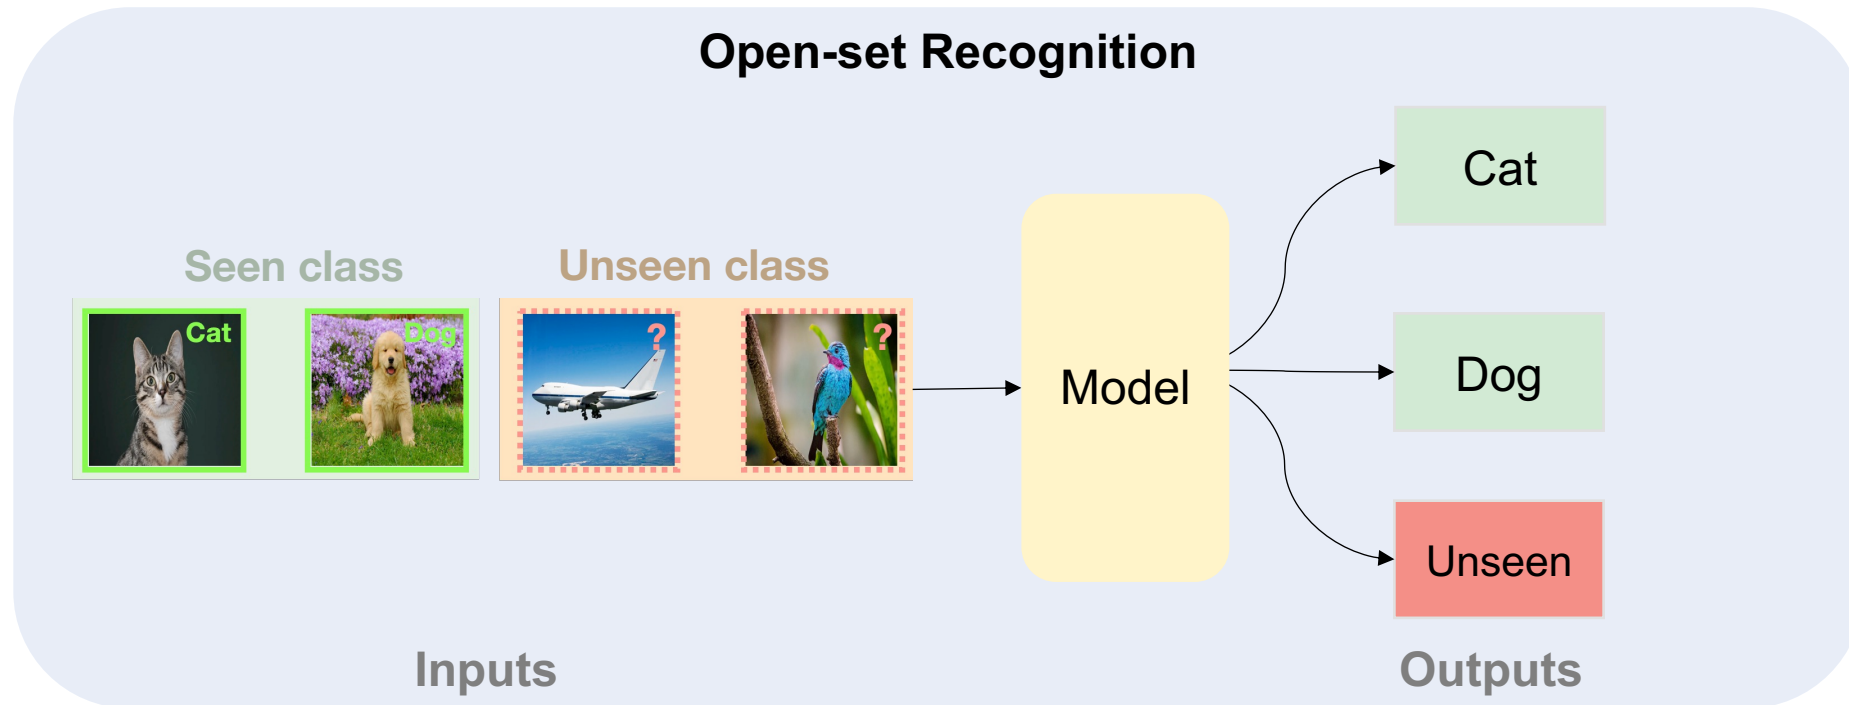 Open-set Recognition
Seen class
Unseen class
Cat
Dog
?
?
Model
Cat
Dog
Unseen
Inputs
Outputs